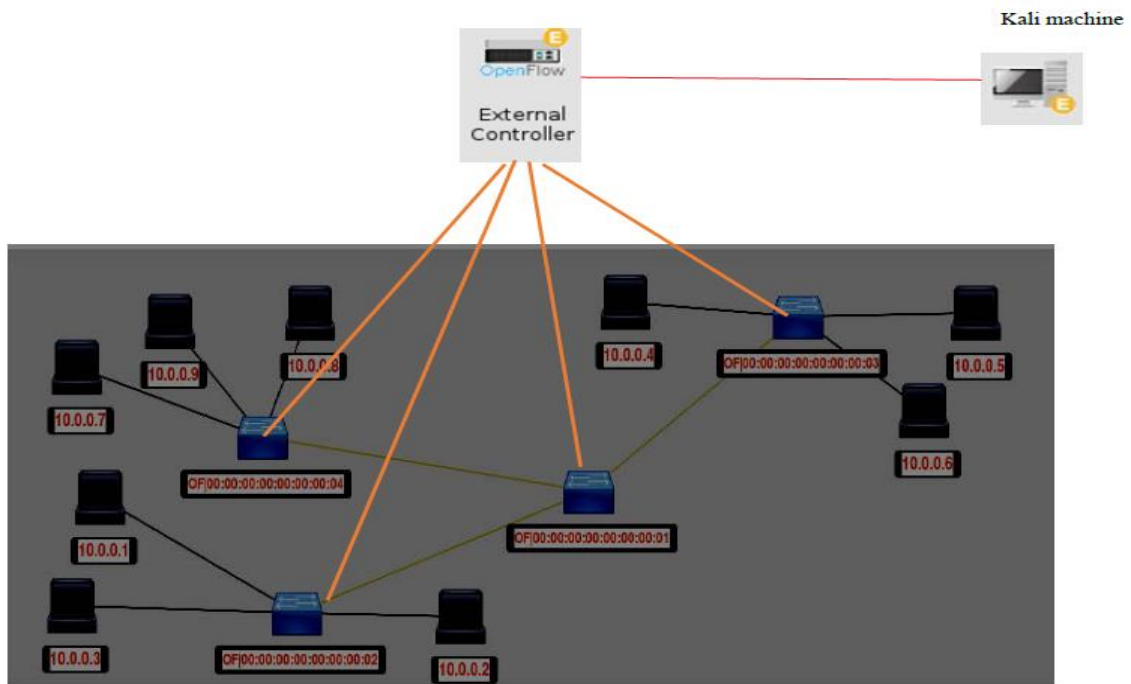 Kali machine
E
OpenFlow
External
Controller
E
10.0.0.9
10.0.0.8
10.0.0.4
OF|00:00:00:00:00:00:00:03
10.0.0.5
10.0.0.7
10.0.0.6
OF|00:00:00:00:00:00:00:04
OF|00:00:00:00:00:00:00:01
10.0.0.1
10.0.0.3
OF|00:00:00:00:00:00:00:02
10.0.0.2